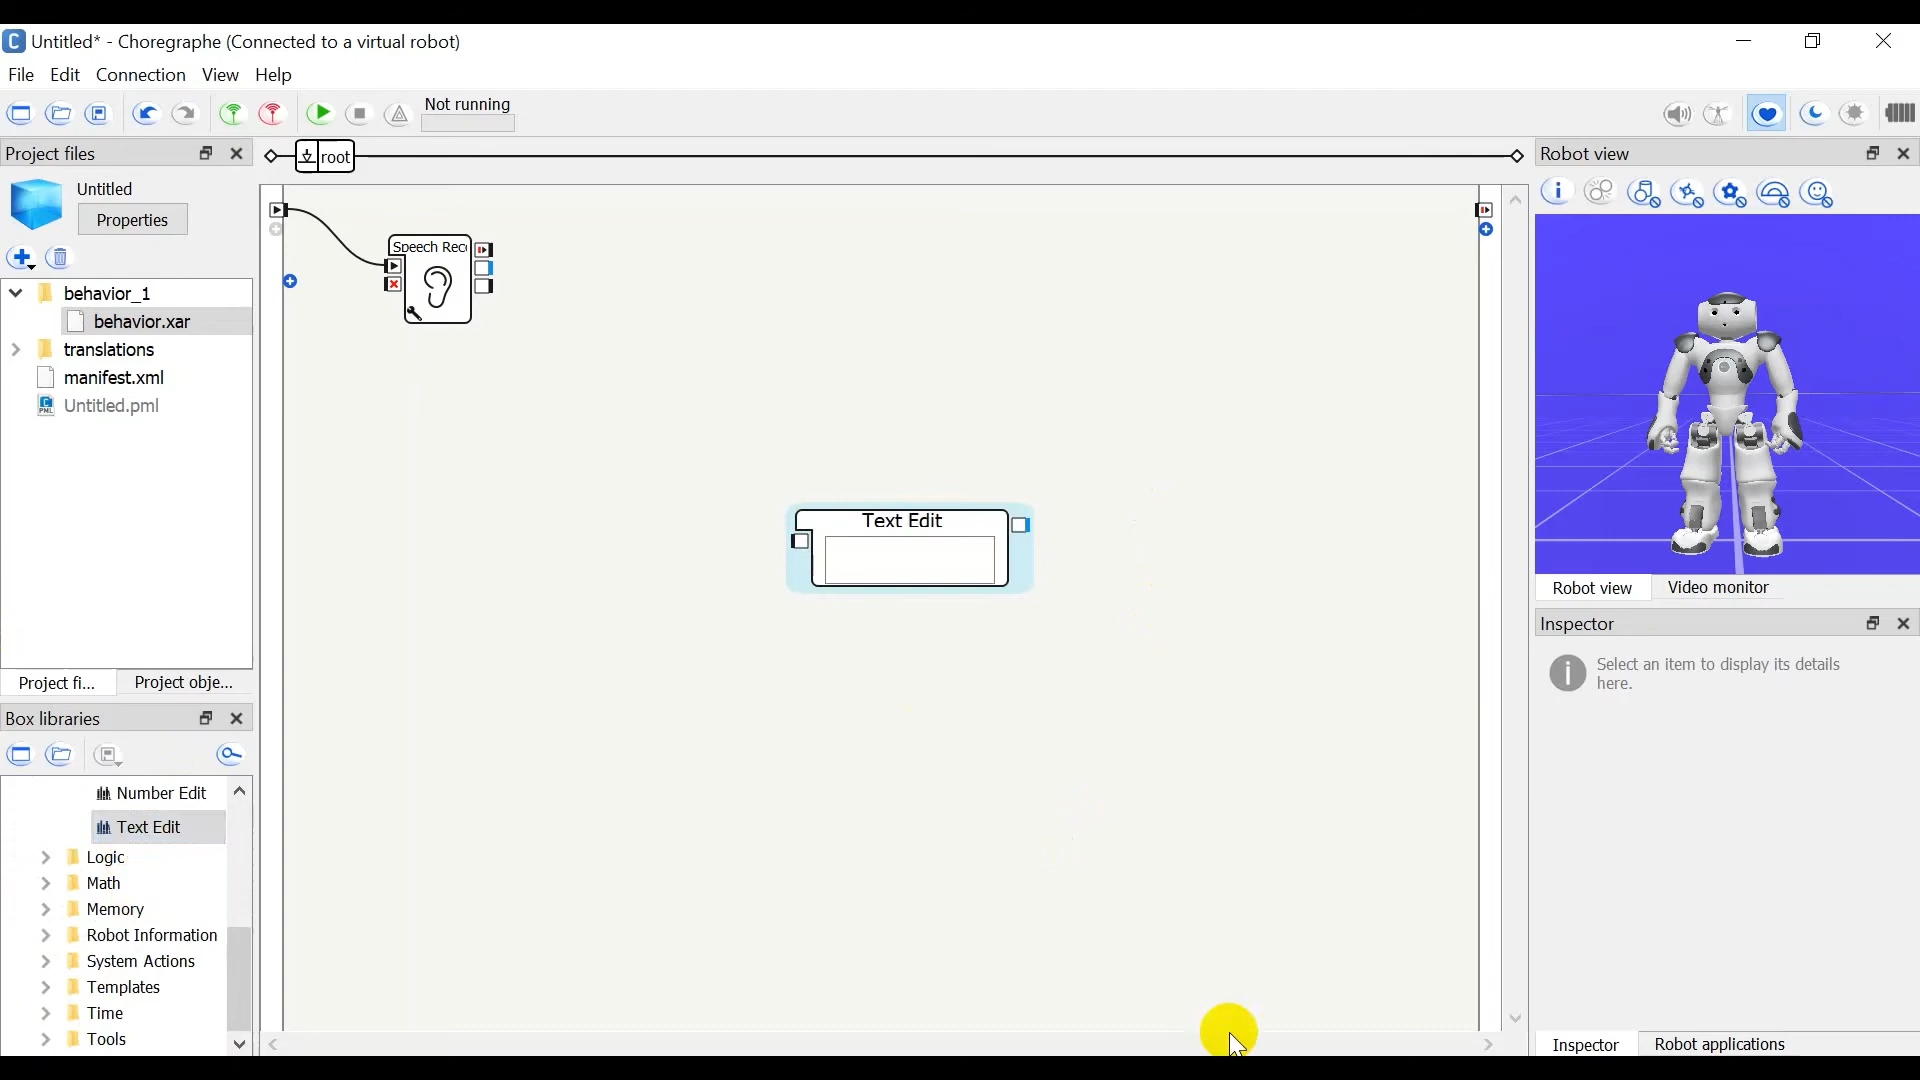 Untitled* - Choregraphe (Connected to a virtual robot)
File Edit Connection View Help
Not running
Project files
root
Robot view
Untitled
Properties
Speech Reco
behavior_1
behavior.xar
translations
manifest.xml
Untitled.pml
Text Edit
Robot view Video monitor
Inspector
Select an item to display its details
here.
Project fi... Project obje...
Box libraries
Number Edit
Text Edit
Logic
Math
Memory
Robot Information
System Actions
Templates
Time
Tools
Inspector Robot applications